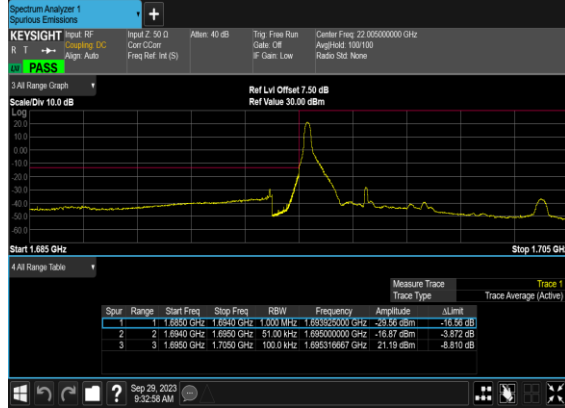 Spectrum Analyzer 1
Spurious Emissions
+
KEYSIGHT Input: RF Input Z: 50 Ω Atten: 40 dB Trig: Free Run Center Freq: 22.005000000 GHz
R T Coupling: DC Corr CCorr Gate: Off Avg|Hold: 100/100
Align: Auto Freq Ref: Int (S) IF Gain: Low Radio Std: None
PASS
3 All Range Graph
Ref Lvl Offset 7.50 dB
Scale/Div 10.0 dB Ref Value 30.00 dBm
Log
20.0
10.0
0.00
-10.0
-20.0
-30.0
-40.0
-50.0
-60.0
Start 1.685 GHz Stop 1.705 GHz
4 All Range Table
Measure Trace Trace 1
Trace Type Trace Average (Active)
Spur Range Start Freq Stop Freq RBW Frequency Amplitude ΔLimit
1 1 1.6850 GHz 1.6940 GHz 1.000 MHz 1.693925000 GHz -29.56 dBm -16.56 dB
2 2 1.6940 GHz 1.6950 GHz 51.00 kHz 1.695000000 GHz -16.87 dBm -3.872 dB
3 3 1.6950 GHz 1.7050 GHz 100.0 kHz 1.695316667 GHz 21.19 dBm -8.810 dB
? Sep 29, 2023
9:32:58 AM